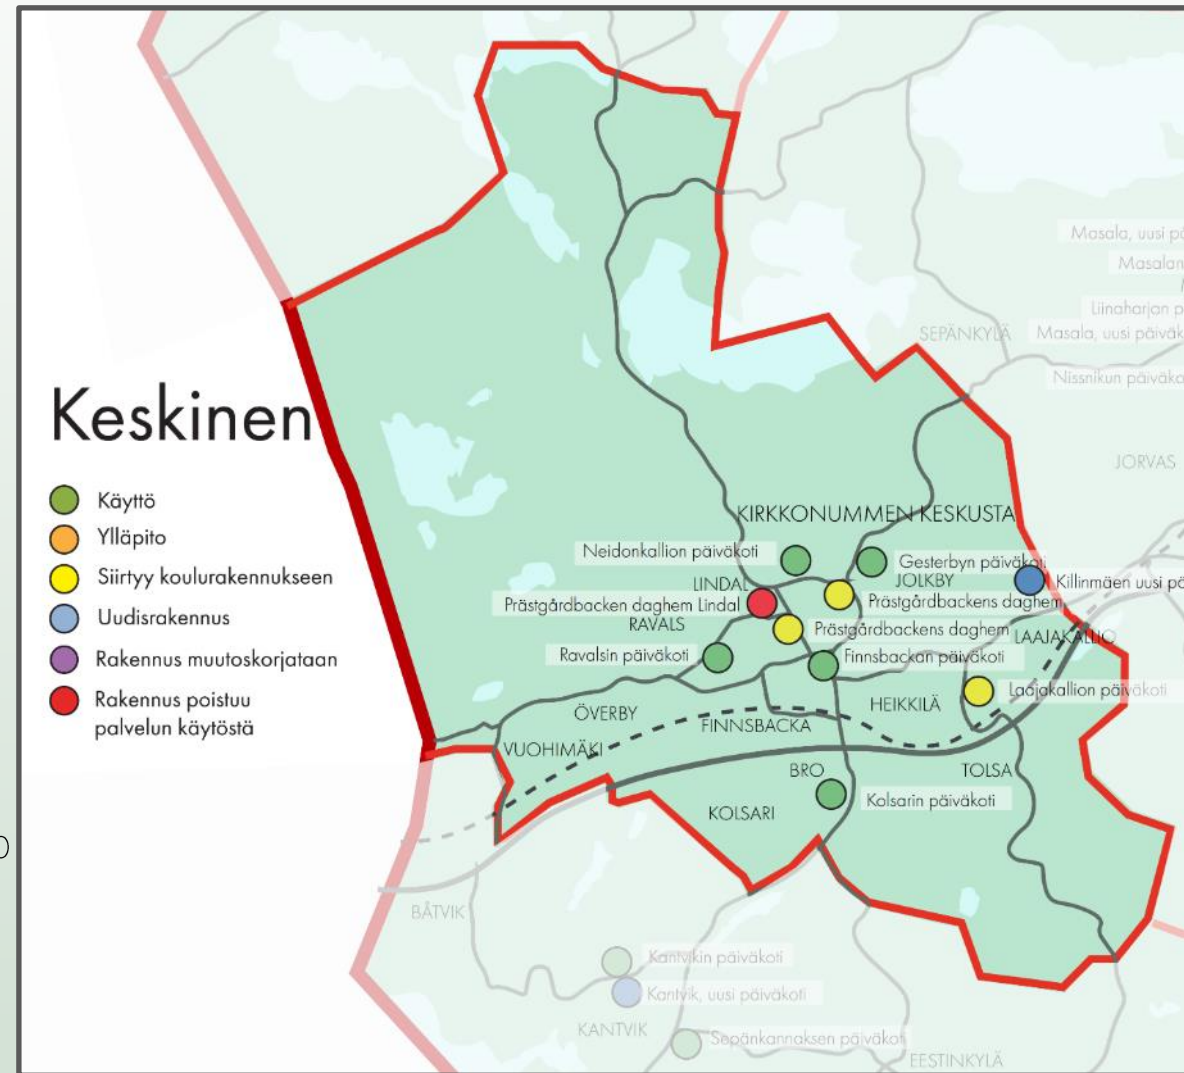 Keskinen
Käyttö
Ylläpito
Siirtyy koulurakennukseen
Uudisrakennus
Rakennus muutoskorjataan
Rakennus poistuu
palvelun käytöstä
Masala, uusi
Masalan
Liinaharjan
SEPÄNKYLÄ
Masala, uusi
Nissnikun
JORVAS
KIRKKONUMMEN KESKUSTA
Neidonkallion päiväkoti
Gesterbyn päiväkoti
LINDAL
JOLKBY
Killinmäen uusi
Prästgårdbacken daghem Lindal
Prästgårdbackens daghem
RAVALS
Prästgårdbackens daghem
LAAJAKALLIO
Ravalsin päiväkoti
Finnsbackan päiväkoti
Laajakallion päiväkoti
HEIKKILÄ
ÖVERBY
FINNSBACKA
VUOHIMÄKI
BRO
TOLSA
Kolsarin päiväkoti
KOLSARI
BÅTVIK
Kantvikin päiväkoti
Kantvik, uusi päiväkoti
KANTVIK
Sepänkannaksen päiväkoti
EESTINKYLÄ